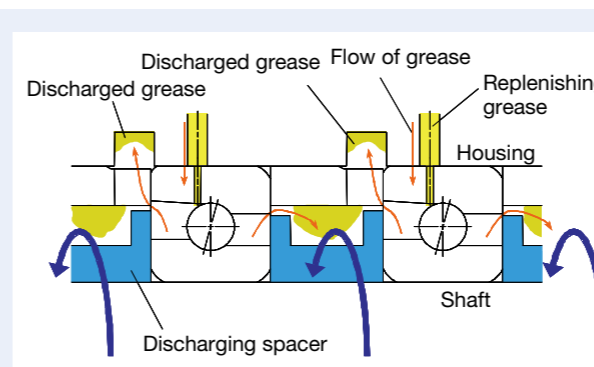 Discharged grease
Flow of grease
Discharged grease
Replenishin
grease
Housing
Shaft
Discharging spacer